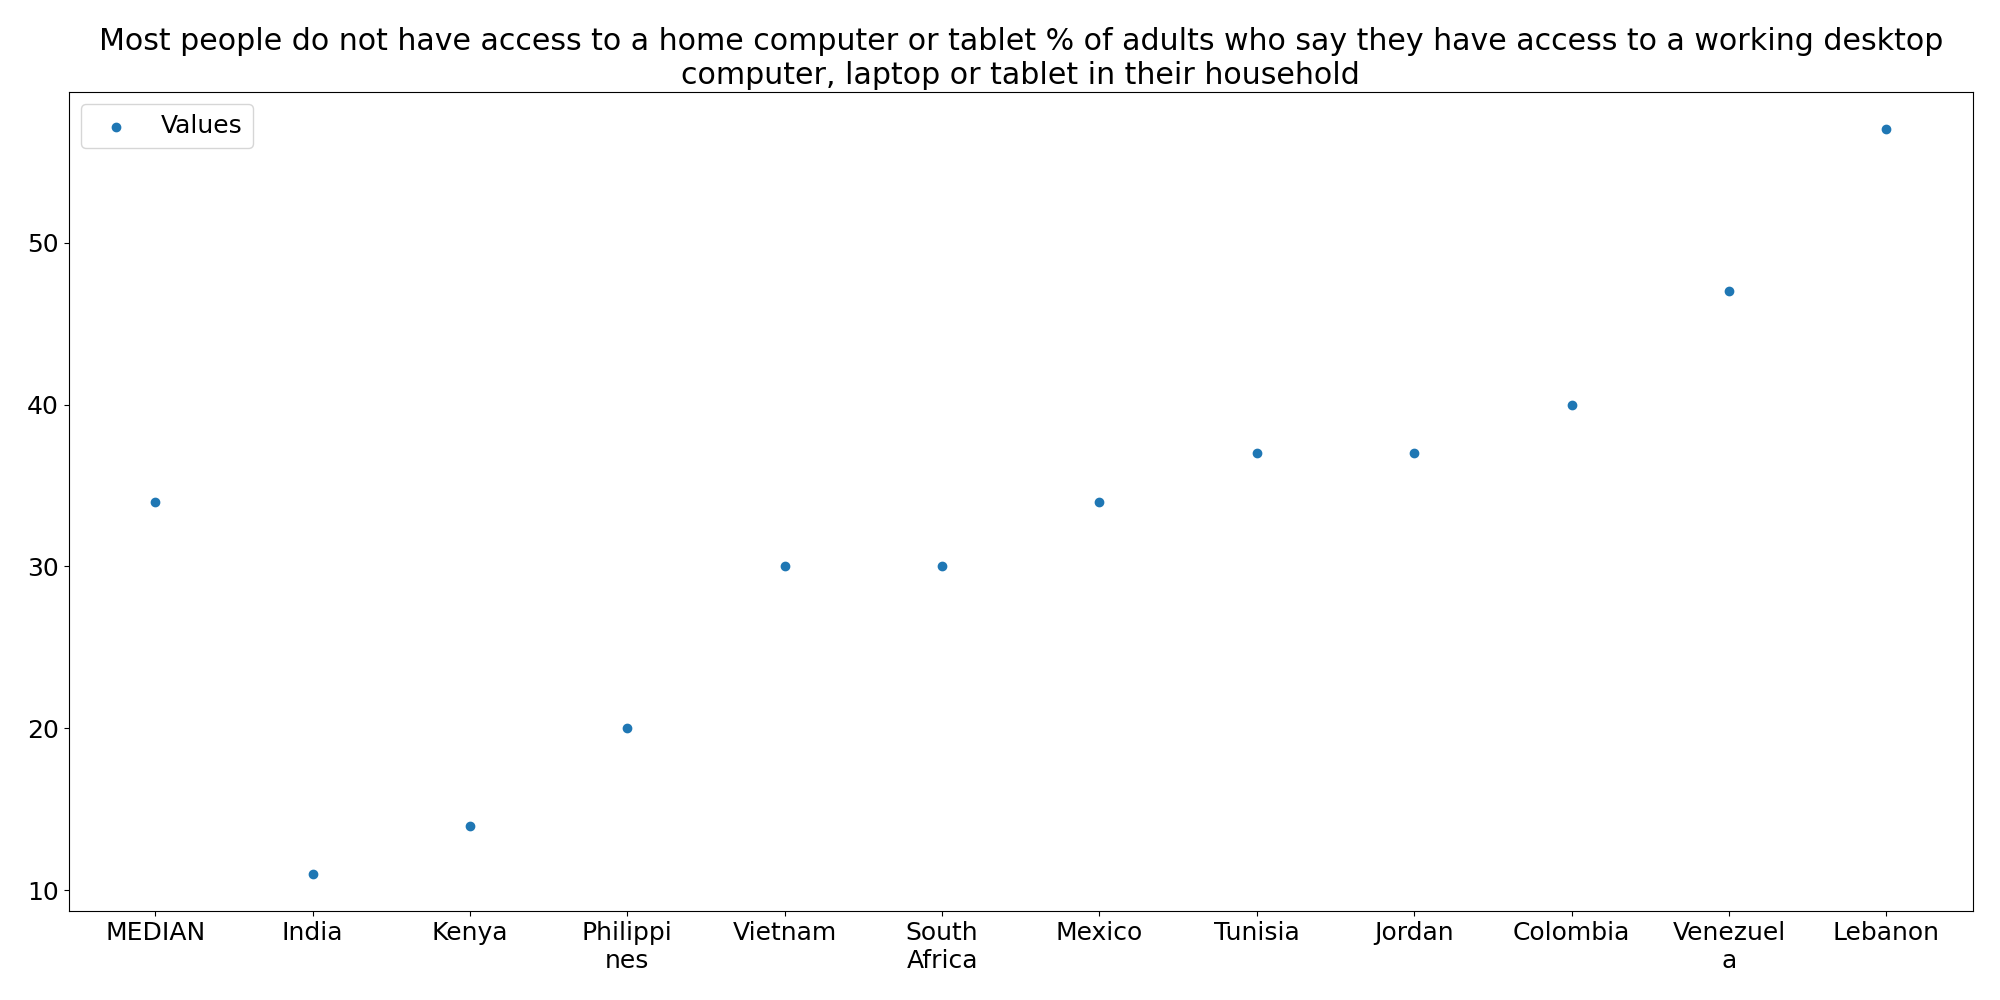 Most people do not have access to a home computer or tablet % of adults who say they have access to a working desktop
computer, laptop or tablet in their household
Values
50
40
30
20
10
MEDIAN
India
Kenya
Philippi
nes
Vietnam
South
Africa
Mexico
Tunisia
Jordan
Colombia
Venezuel
a
Lebanon